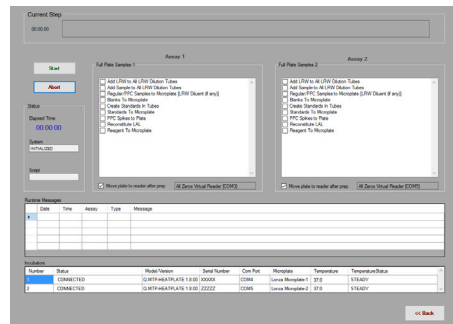 Current Step
00:00:00
Start
Abort
Status
Elapsed Time
00:00:00
System
INITIALIZED
Script
Assay 1
Full Plate Samples 1
Add LRW to All LRW Dilution Tubes
Add Sample to All LRW Dilution Tubes
Regular/PPC Samples to Microplate [LRW Diluent (if any)]
Blanks To Microplate
Create Standards In Tubes
Standards To Microplate
PPC Spikes to Plate
Reconstitute LAL
Reagent To Microplate
Move plate to reader after prep
All Zeros Virtual Reader [COM3]
Assay 2
Full Plate Samples 2
Add LRW to All LRW Dilution Tubes
Add Sample to All LRW Dilution Tubes
Regular/PPC Samples to Microplate [LRW Diluent (if any)]
Blanks To Microplate
Create Standards In Tubes
Standards To Microplate
PPC Spikes to Plate
Reconstitute LAL
Reagent To Microplate
Move plate to reader after prep
All Zeros Virtual Reader [COM5]
Runtime Messages
Date Time Assay Type Message
Incubators
Number Status Model/Version Serial Number Com Port Microplate Temperature TemperatureStatus
1 CONNECTED Q.MTP-HEATPLATE 1.8:00 XXXXX COM4 Lonza Microplate-1 37.0 STEADY
2 CONNECTED Q.MTP-HEATPLATE 1.8:00 ZZZZZ COM5 Lonza Microplate-2 37.0 STEADY
<< Back